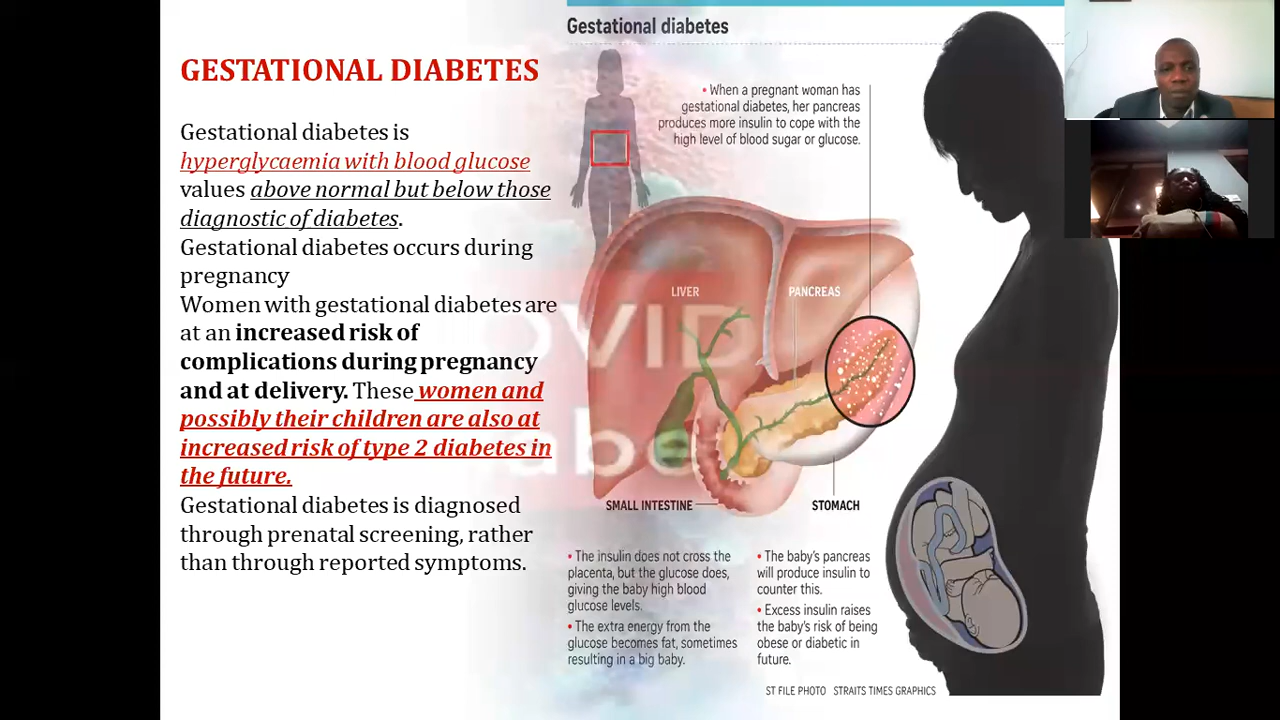 GESTATIONAL DIABETES
Gestational diabetes is
hyperglycaemia with blood glucose
values above normal but below those
diagnostic of diabetes.
Gestational diabetes occurs during
pregnancy
Women with gestational diabetes are
at an increased risk of
complications during pregnancy
and at delivery. These women and
possibly their children are also at
increased risk of type 2 diabetes in
the future.
Gestational diabetes is diagnosed
through prenatal screening, rather
than through reported symptoms.
Gestational diabetes
• When a pregnant woman has
gestational diabetes, her pancreas
produces more insulin to cope with the
high level of blood sugar or glucose.
LIVER
PANCREAS
SMALL INTESTINE
STOMACH
• The insulin does not cross the
placenta, but the glucose does,
giving the baby high blood
glucose levels.
• The extra energy from the
glucose becomes fat, sometimes
resulting in a big baby.
• The baby's pancreas
will produce insulin to
counter this.
• Excess insulin raises
the baby's risk of being
obese or diabetic in
future.
ST FILE PHOTO STRAITS TIMES GRAPHICS